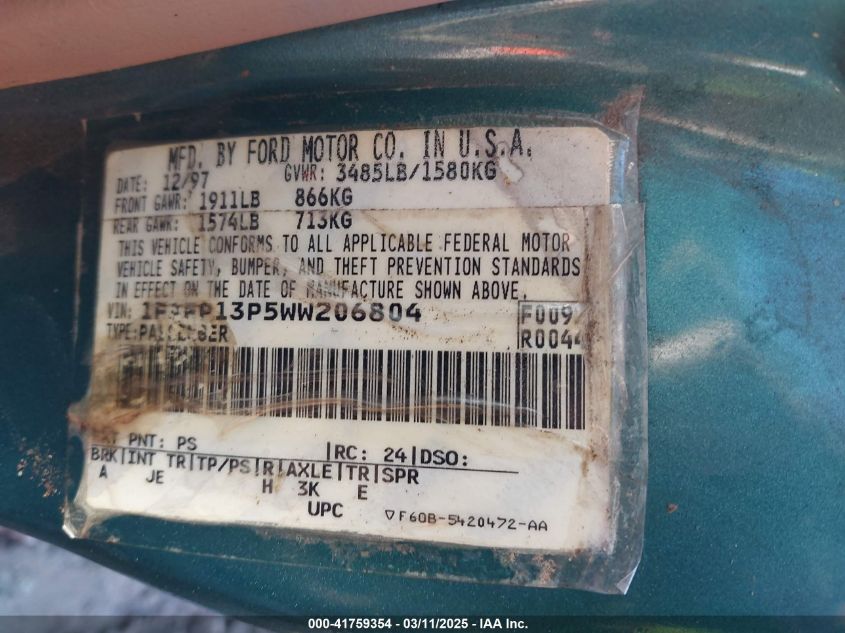 MFD. BY FORD MOTOR CO. IN U.S.A.
DATE: 12/97 GVWR: 3485LB/1580KG
FRONT GAWR: 1911LB 866KG
REAR GAWR: 1574LB 713KG
THIS VEHICLE CONFORMS TO ALL APPLICABLE FEDERAL MOTOR
VEHICLE SAFETY, BUMPER, AND THEFT PREVENTION STANDARDS
IN EFFECT ON THE DATE OF MANUFACTURE SHOWN ABOVE.
VIN: F009
TYPE: PASSENGER R0044
PNT: PS RC: 24 DSO:
BRK INT TR TP/PS R AXLE TR SPR
A JE H 3K E
UPC ▽F60B-5420472-AA
000-41759354 / 03/11/2025 / IAA Inc.